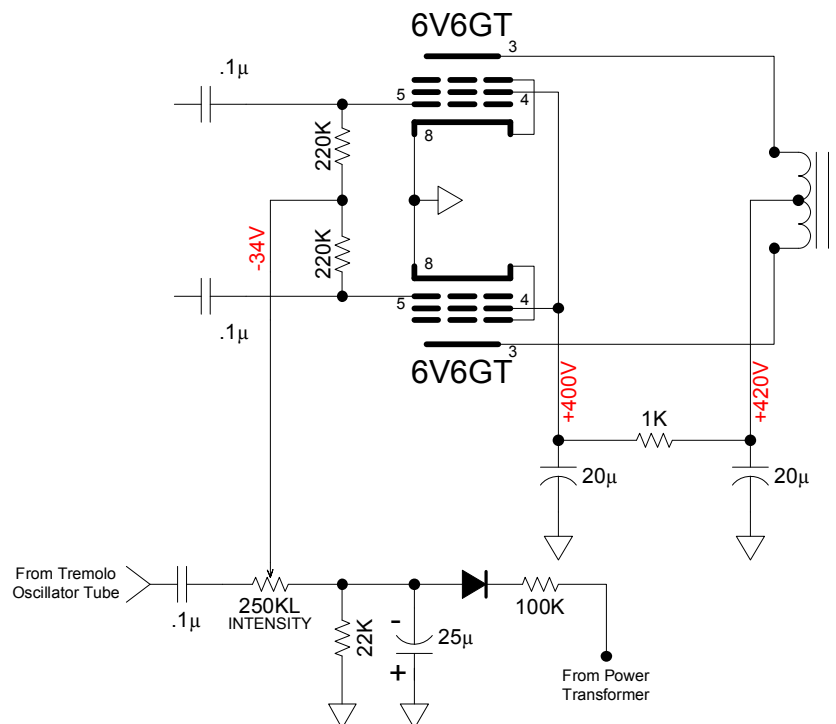 6V6GT
3
.1μ
5
4
8
220K
-34V
220K
8
5
4
.1μ
3
6V6GT
+400V
+420V
1K
20μ
20μ
From Tremolo
Oscillator Tube
.1μ
250KL
INTENSITY
22K
-
25μ
+
100K
From Power
Transformer